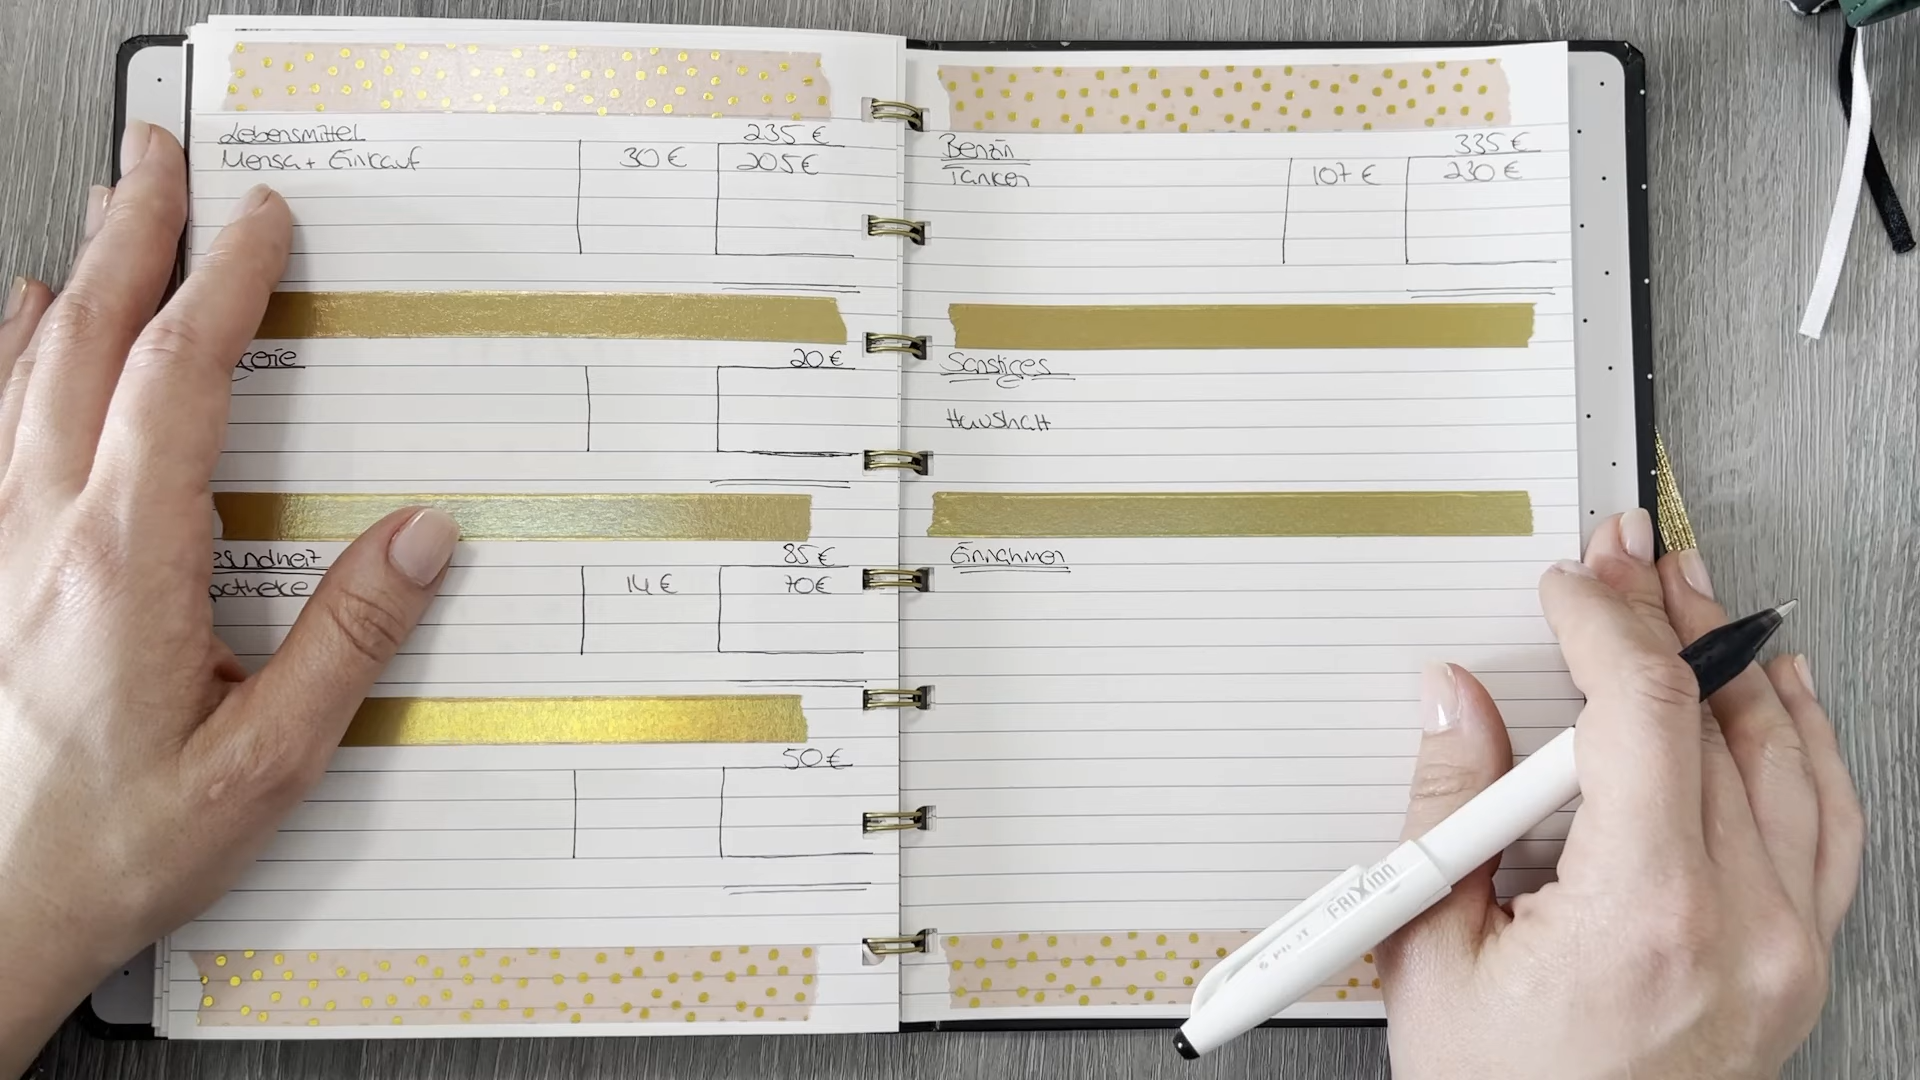 Lebensmittel 235 €
Mensa + Einkauf 30 € 205 €
20 €
85 €
14 € 70 €
50 €
Benzin 335 €
Tanken 107 € 230 €
Sonstiges
Haushalt
Einnahmen
PILOT FRIXION